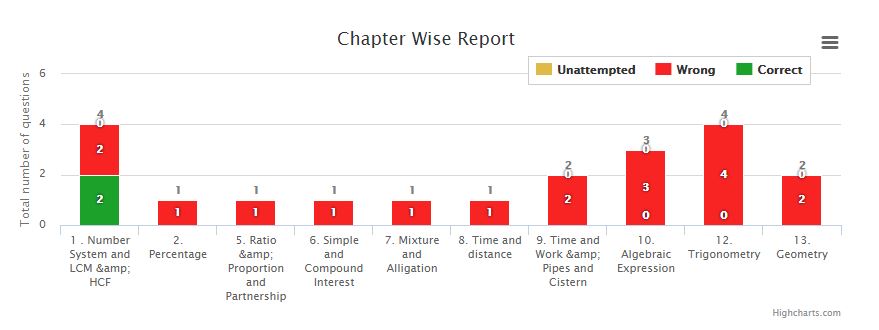 Chapter Wise Report
Unattempted Wrong Correct
Total number of questions
6
4
2
0
4
0
2
2
1
1
1
1
1
1
1
1
1
1
2
0
2
3
0
3
0
4
0
4
0
2
0
2
1 . Number
System and
LCM &amp;
HCF
2.
Percentage
5. Ratio
&amp;
Proportion
and
Partnership
6. Simple
and
Compound
Interest
7. Mixture
and
Alligation
8. Time and
distance
9. Time and
Work &amp;
Pipes and
Cistern
10.
Algebraic
Expression
12.
Trigonometry
13.
Geometry
Highcharts.com